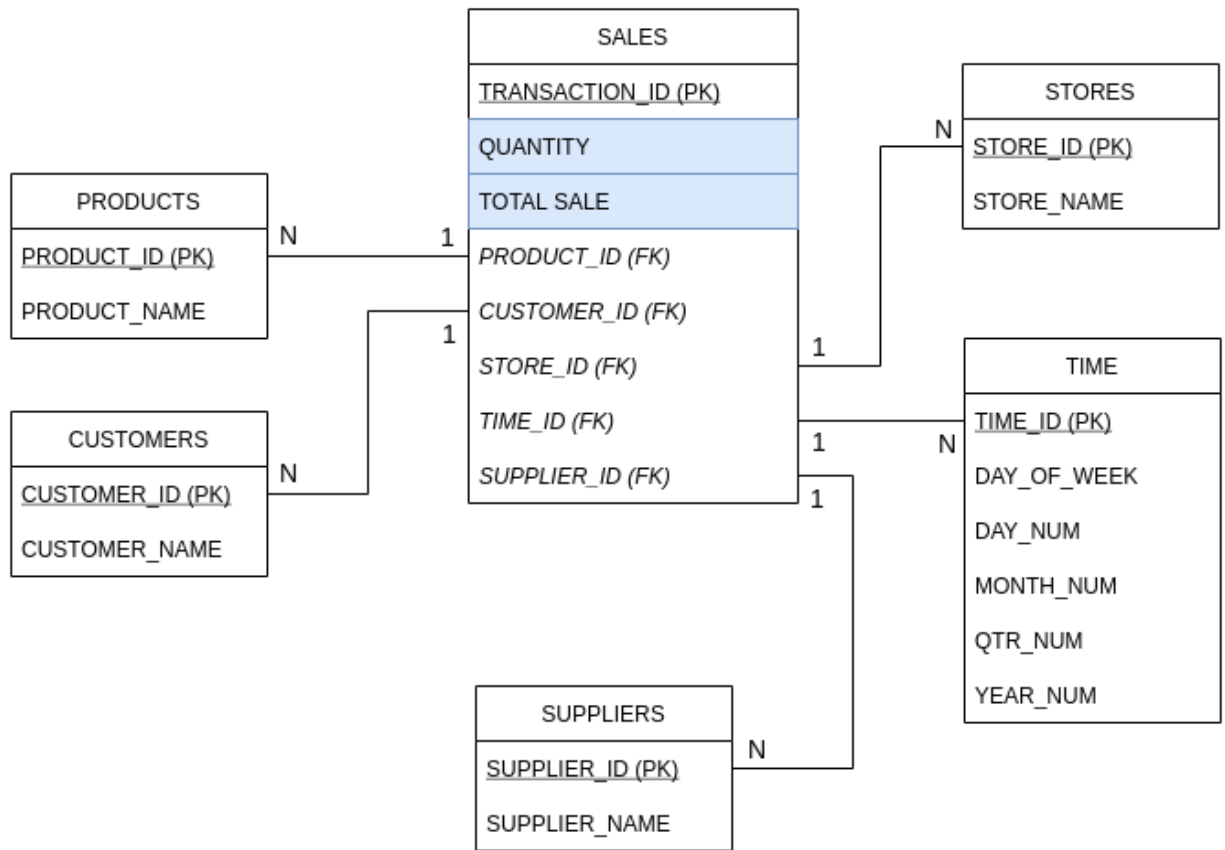 SALES
TRANSACTION_ID (PK)
QUANTITY
TOTAL SALE
PRODUCT_ID (FK)
CUSTOMER_ID (FK)
STORE_ID (FK)
TIME_ID (FK)
SUPPLIER_ID (FK)
PRODUCTS
PRODUCT_ID (PK)
PRODUCT_NAME
N
1
CUSTOMERS
CUSTOMER_ID (PK)
CUSTOMER_NAME
N
1
STORES
STORE_ID (PK)
STORE_NAME
N
1
TIME
TIME_ID (PK)
DAY_OF_WEEK
DAY_NUM
MONTH_NUM
QTR_NUM
YEAR_NUM
N
1
SUPPLIERS
SUPPLIER_ID (PK)
SUPPLIER_NAME
N
1